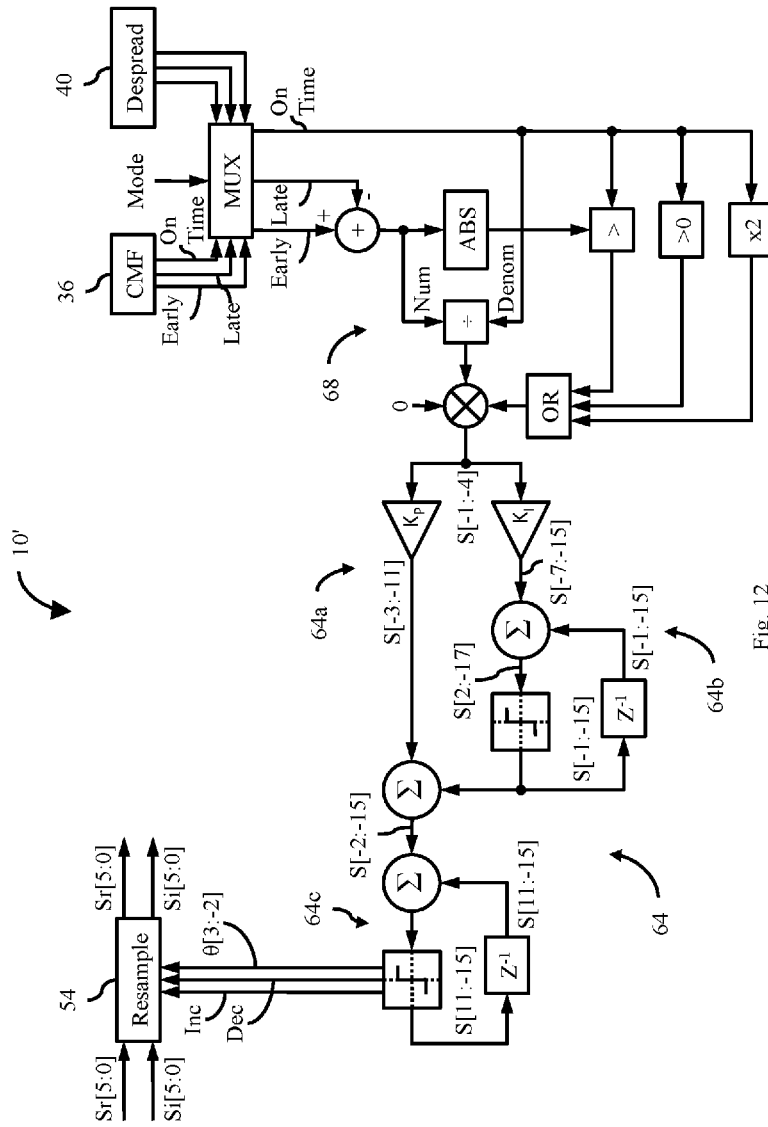 10'
Sr[5:0]
Si[5:0]
54
Resample
Sr[5:0]
Si[5:0]
Inc
Dec
θ[3:-2]
64c
S[11:-15]
Z-1
S[11:-15]
Σ
S[-2:-15]
Σ
64
S[-3:-11]
64a
KP
S[-1:-4]
KI
S[-7:-15]
Σ
S[2:-17]
S[-1:-15]
Z-1
S[-1:-15]
64b
0
68
÷
Num
Denom
OR
ABS
>
>0
x2
+
+
-
Early
Late
On
Time
MUX
Mode
36
CMF
Early
Late
On
Time
40
Despread
Fig. 12